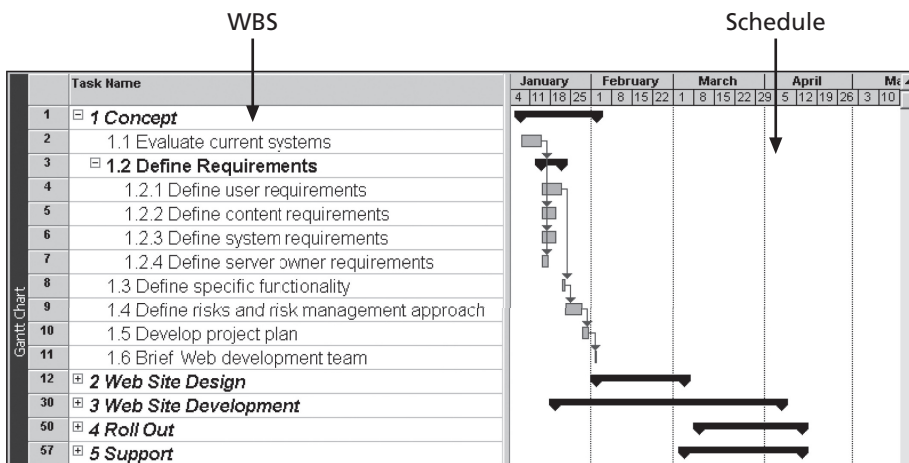 WBS Schedule
Task Name January February March April Ma
4 11 18 25 1 8 15 22 1 8 15 22 29 5 12 19 26 3 10
1 1 Concept
2 1.1 Evaluate current systems
3 1.2 Define Requirements
4 1.2.1 Define user requirements
5 1.2.2 Define content requirements
6 1.2.3 Define system requirements
7 1.2.4 Define server owner requirements
8 1.3 Define specific functionality
9 1.4 Define risks and risk management approach
10 1.5 Develop project plan
11 1.6 Brief Web development team
12 2 Web Site Design
30 3 Web Site Development
50 4 Roll Out
57 5 Support
Gantt Chart